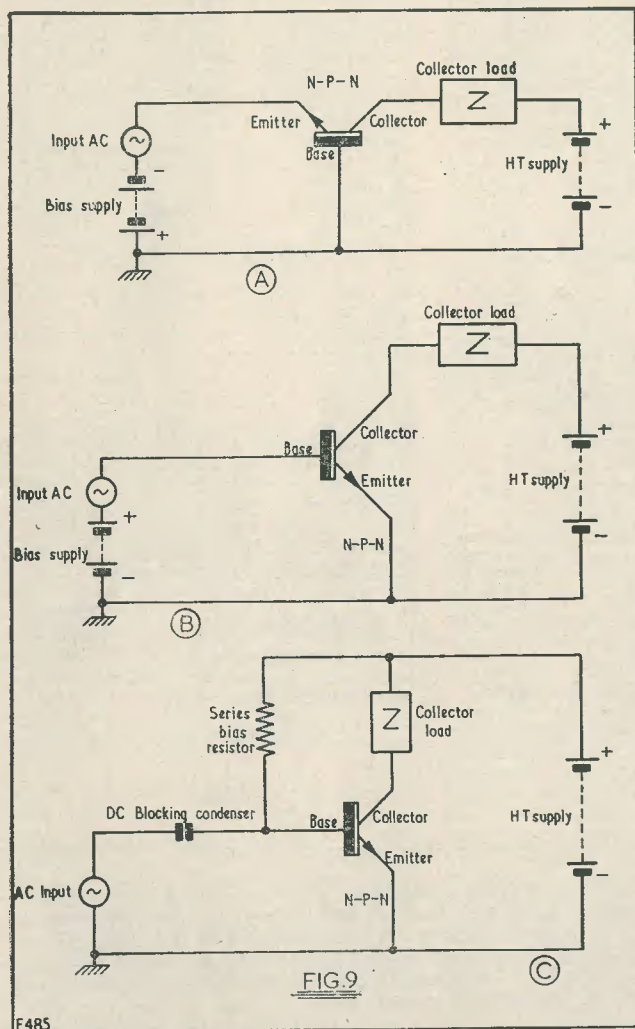 N-P-N
Collector load
Z
Emitter
Collector
Base
Input AC
-
Bias supply
+
+
HT supply
-
A
Collector load
Z
Base
Collector
Emitter
Input AC
+
Bias supply
-
N-P-N
+
HT supply
-
B
Series
bias
resistor
Z
Collector
load
DC Blocking condenser
Base
Collector
Emitter
+
HT supply
-
AC Input
N-P-N
FIG.9
C
F485